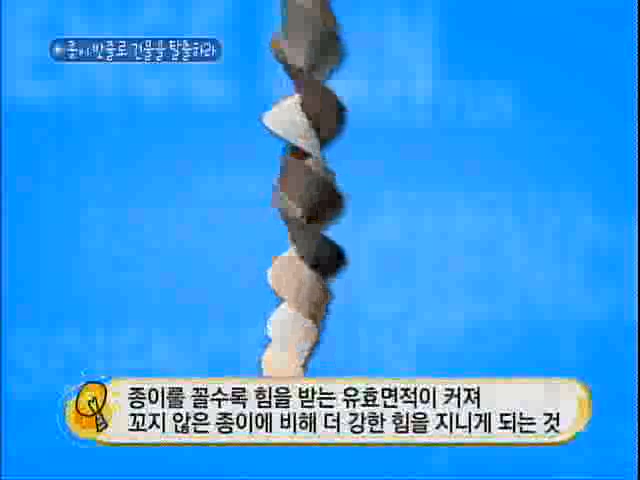 종이 밧줄로 건물을 탈출하라
종이를 꼴수록 힘을 받는 유효면적이 커져
꼬지 않은 종이에 비해 더 강한 힘을 지니게 되는 것